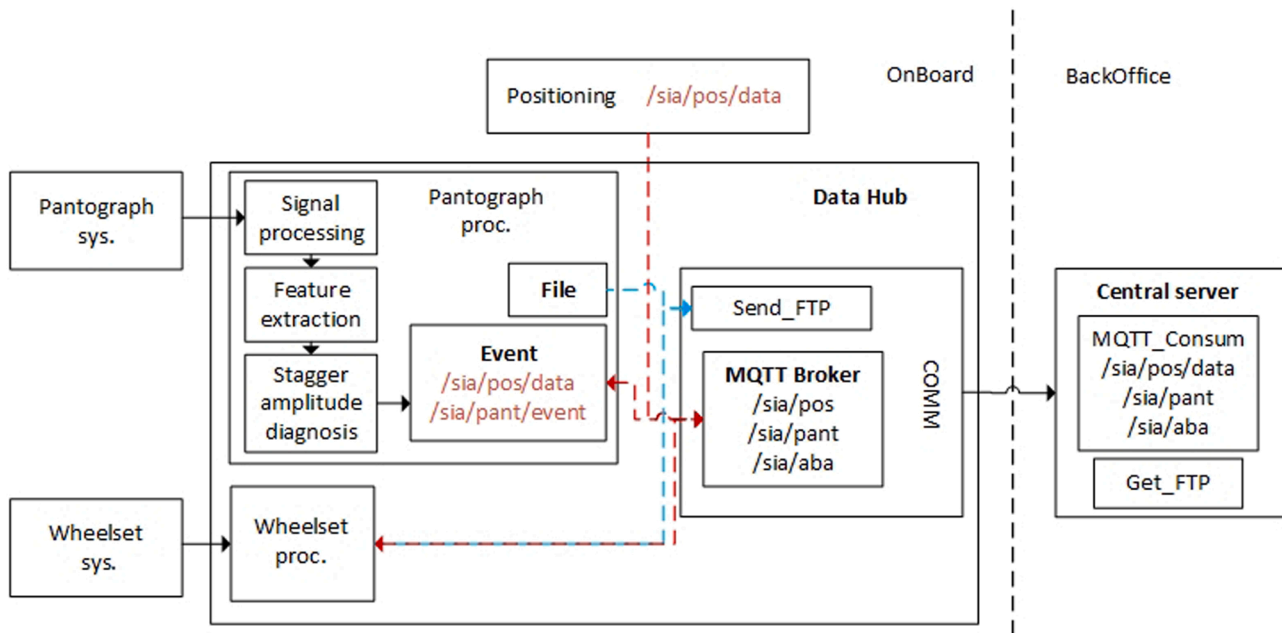 OnBoard
BackOffice
Positioning /sia/pos/data
Pantograph
sys.
Signal
processing
Pantograph
proc.
Data Hub
Feature
extraction
File
Stagger
amplitude
diagnosis
Event
/sia/pos/data
/sia/pant/event
Send_FTP
MQTT Broker
/sia/pos
/sia/pant
/sia/aba
COMM
Central server
MQTT_Consum
/sia/pos/data
/sia/pant
/sia/aba
Get_FTP
Wheelset
sys.
Wheelset
proc.